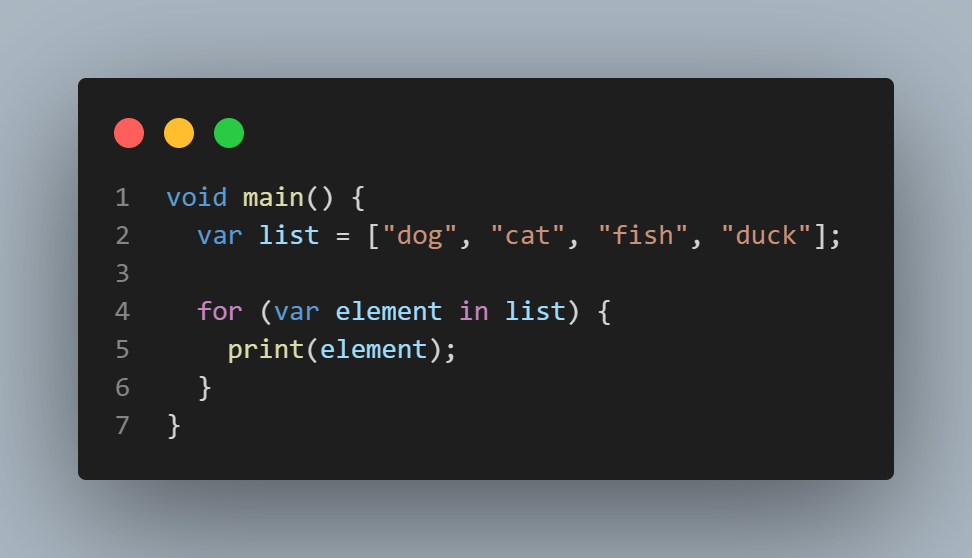 1 void main() {
2   var list = ["dog", "cat", "fish", "duck"];
3
4   for (var element in list) {
5     print(element);
6   }
7 }